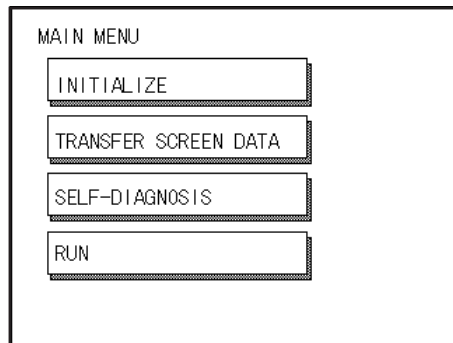 MAIN MENU
INITIALIZE
TRANSFER SCREEN DATA
SELF-DIAGNOSIS
RUN